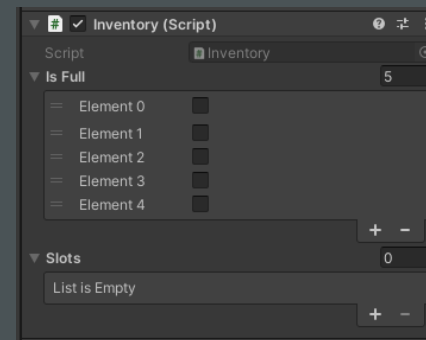 # Inventory (Script)
Script Inventory
Is Full 5
Element 0
Element 1
Element 2
Element 3
Element 4
+ −
Slots 0
List is Empty
+ −